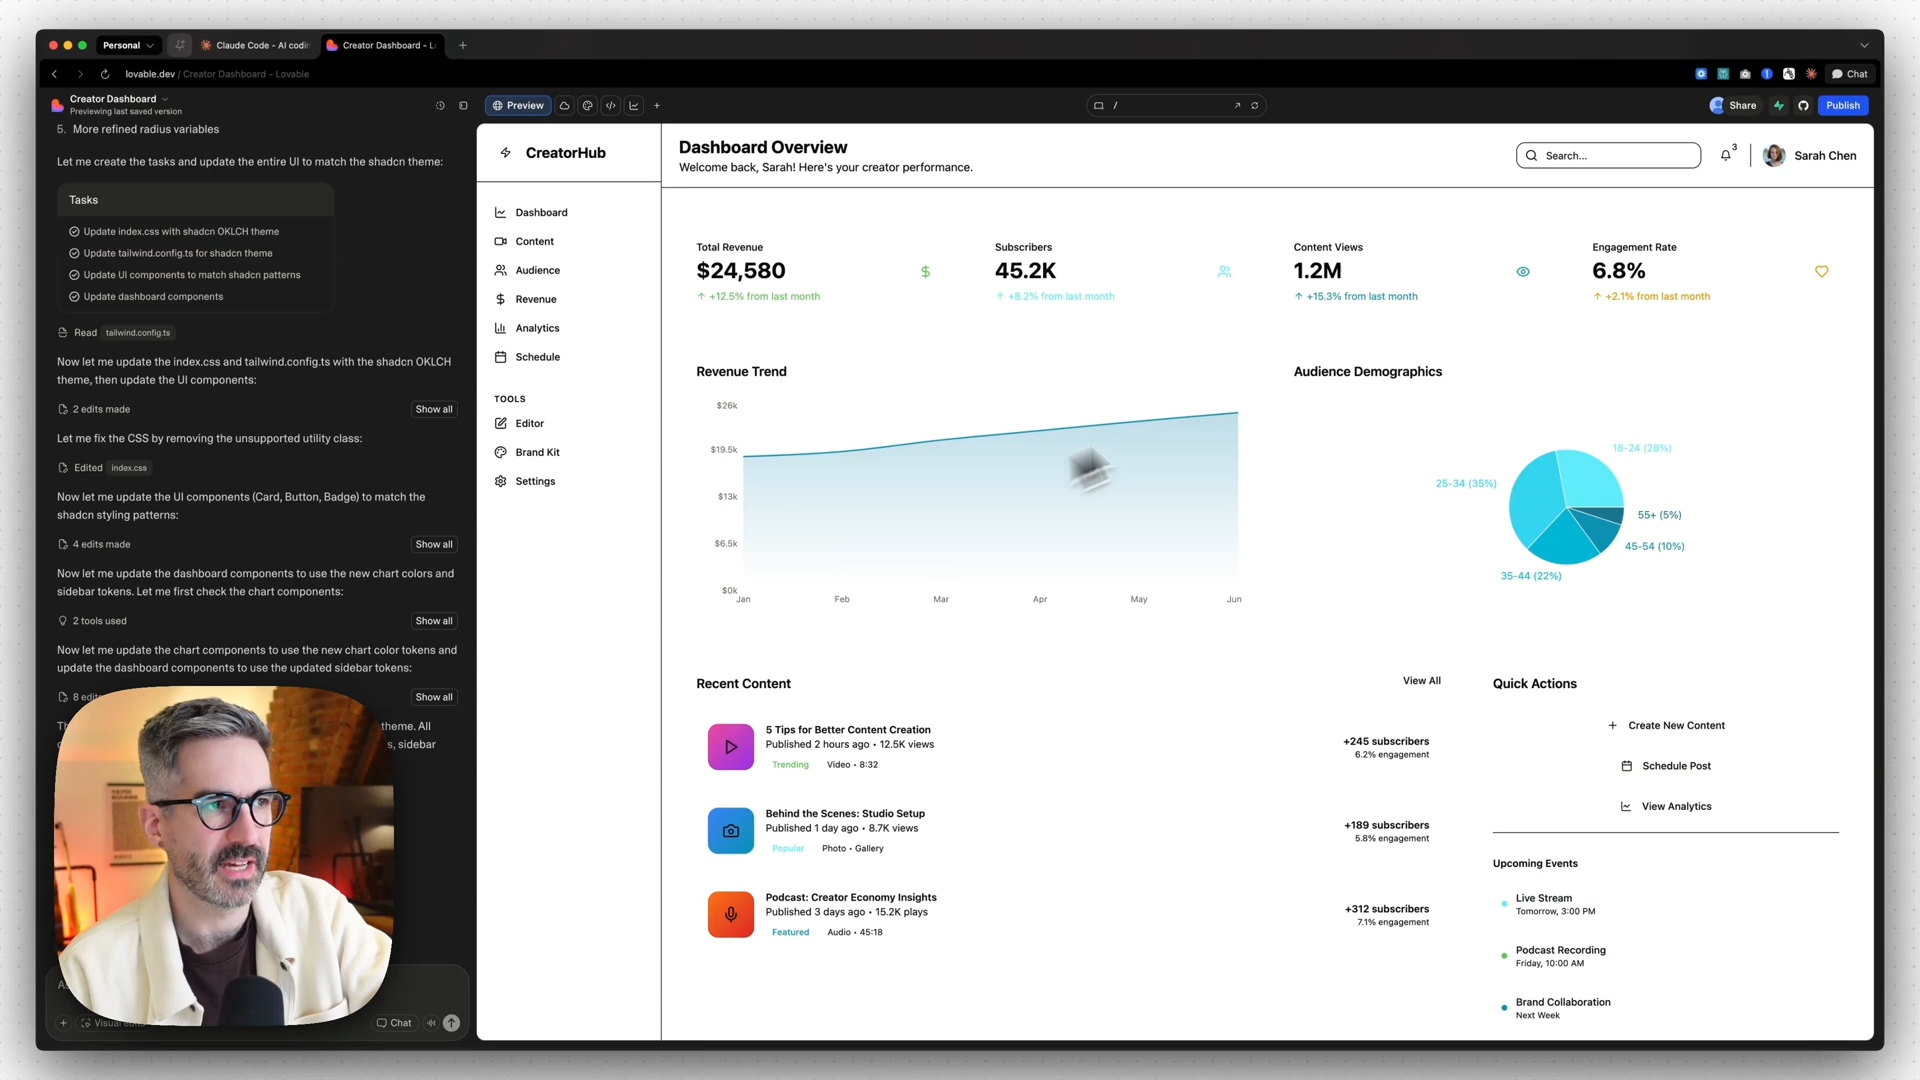 Personal
Claude Code - AI codin
Creator Dashboard - L
lovable.dev / Creator Dashboard - Lovable
Chat
Creator Dashboard
Previewing last saved version
Preview
/
Share
Publish
5. More refined radius variables
Let me create the tasks and update the entire UI to match the shadcn theme:
Tasks
Update index.css with shadcn OKLCH theme
Update tailwind.config.ts for shadcn theme
Update UI components to match shadcn patterns
Update dashboard components
Read tailwind.config.ts
Now let me update the index.css and tailwind.config.ts with the shadcn OKLCH
theme, then update the UI components:
2 edits made
Show all
Let me fix the CSS by removing the unsupported utility class:
Edited index.css
Now let me update the UI components (Card, Button, Badge) to match the
shadcn styling patterns:
4 edits made
Show all
Now let me update the dashboard components to use the new chart colors and
sidebar tokens. Let me first check the chart components:
2 tools used
Show all
Now let me update the chart components to use the new chart color tokens and
update the dashboard components to use the updated sidebar tokens:
8 edits
Show all
theme. All
s, sidebar
Visual edits
Chat
CreatorHub
Dashboard
Content
Audience
Revenue
Analytics
Schedule
TOOLS
Editor
Brand Kit
Settings
Dashboard Overview
Welcome back, Sarah! Here's your creator performance.
Search...
3
Sarah Chen
Total Revenue
$24,580
$
↑ +12.5% from last month
Subscribers
45.2K
↑ +8.2% from last month
Content Views
1.2M
↑ +15.3% from last month
Engagement Rate
6.8%
↑ +2.1% from last month
Revenue Trend
$26k
$19.5k
$13k
$6.5k
$0k
Jan
Feb
Mar
Apr
May
Jun
Audience Demographics
18-24 (28%)
25-34 (35%)
55+ (5%)
45-54 (10%)
35-44 (22%)
Recent Content
View All
5 Tips for Better Content Creation
Published 2 hours ago • 12.5K views
Trending
Video • 8:32
+245 subscribers
6.2% engagement
Behind the Scenes: Studio Setup
Published 1 day ago • 8.7K views
Popular
Photo • Gallery
+189 subscribers
5.8% engagement
Podcast: Creator Economy Insights
Published 3 days ago • 15.2K plays
Featured
Audio • 45:18
+312 subscribers
7.1% engagement
Quick Actions
Create New Content
Schedule Post
View Analytics
Upcoming Events
Live Stream
Tomorrow, 3:00 PM
Podcast Recording
Friday, 10:00 AM
Brand Collaboration
Next Week